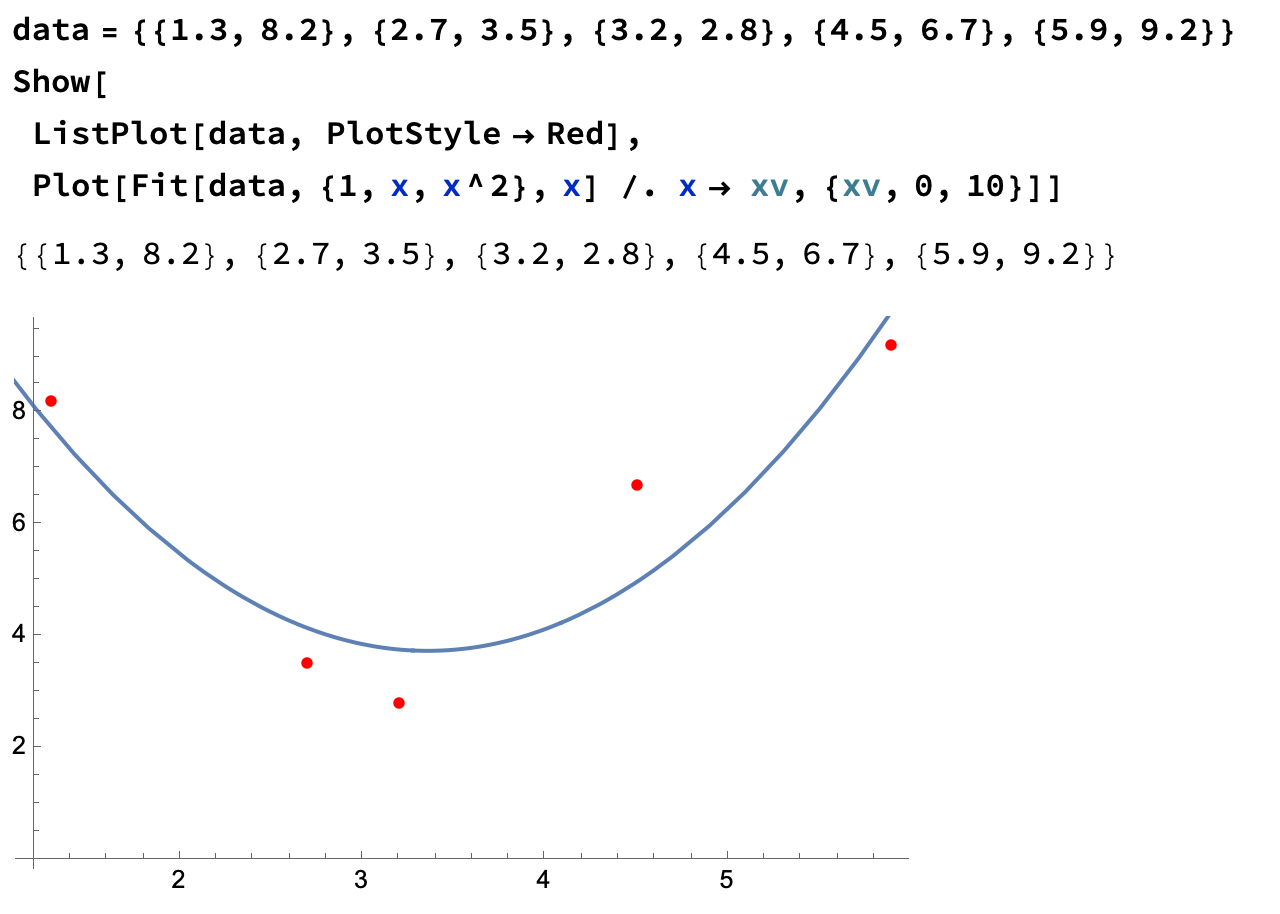 data = {{1.3, 8.2}, {2.7, 3.5}, {3.2, 2.8}, {4.5, 6.7}, {5.9, 9.2}}
Show[
ListPlot[data, PlotStyle → Red],
Plot[Fit[data, {1, x, x^2}, x] /. x → xv, {xv, 0, 10}]]
{{1.3, 8.2}, {2.7, 3.5}, {3.2, 2.8}, {4.5, 6.7}, {5.9, 9.2}}
8
6
4
2
2 3 4 5